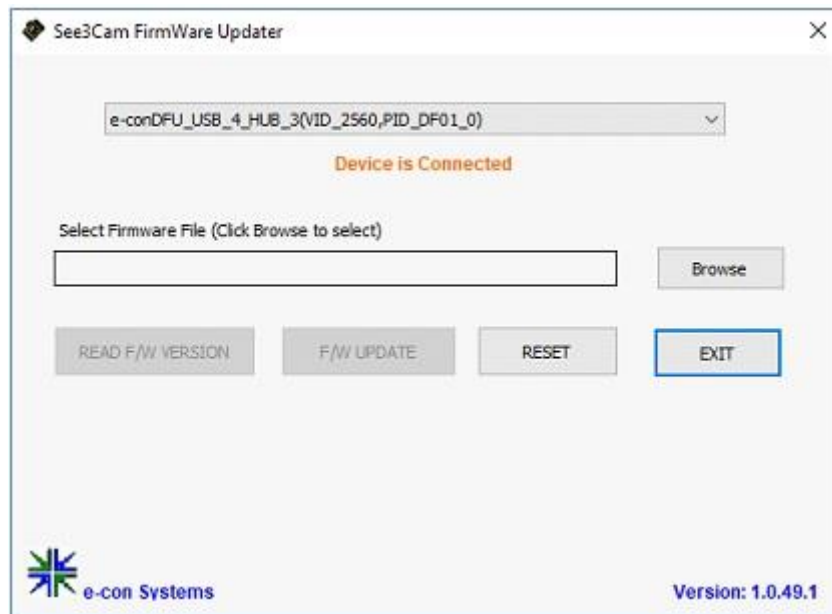 See3Cam FirmWare Updater
e-conDFU_USB_4_HUB_3(VID_2560,PID_DF01_0)
Device is Connected
Select Firmware File (Click Browse to select)
Browse
READ F/W VERSION F/W UPDATE RESET EXIT
e-con Systems Version: 1.0.49.1